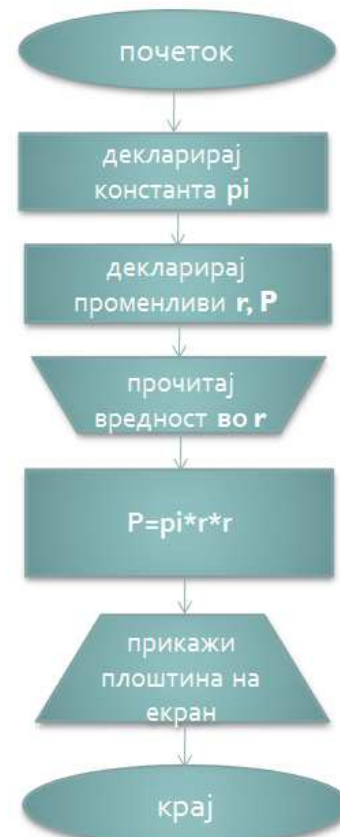 почеток
декларирај
константа pi
декларирај
променливи r, P
прочитај
вредност во r
P=pi*r*r
прикажи
плоштина на
екран
крај